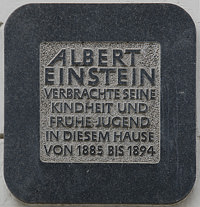 ALBERT
EINSTEIN
VERBRACHTE SEINE
KINDHEIT UND
FRÜHE JUGEND
IN DIESEM HAUSE
VON 1885 BIS 1894